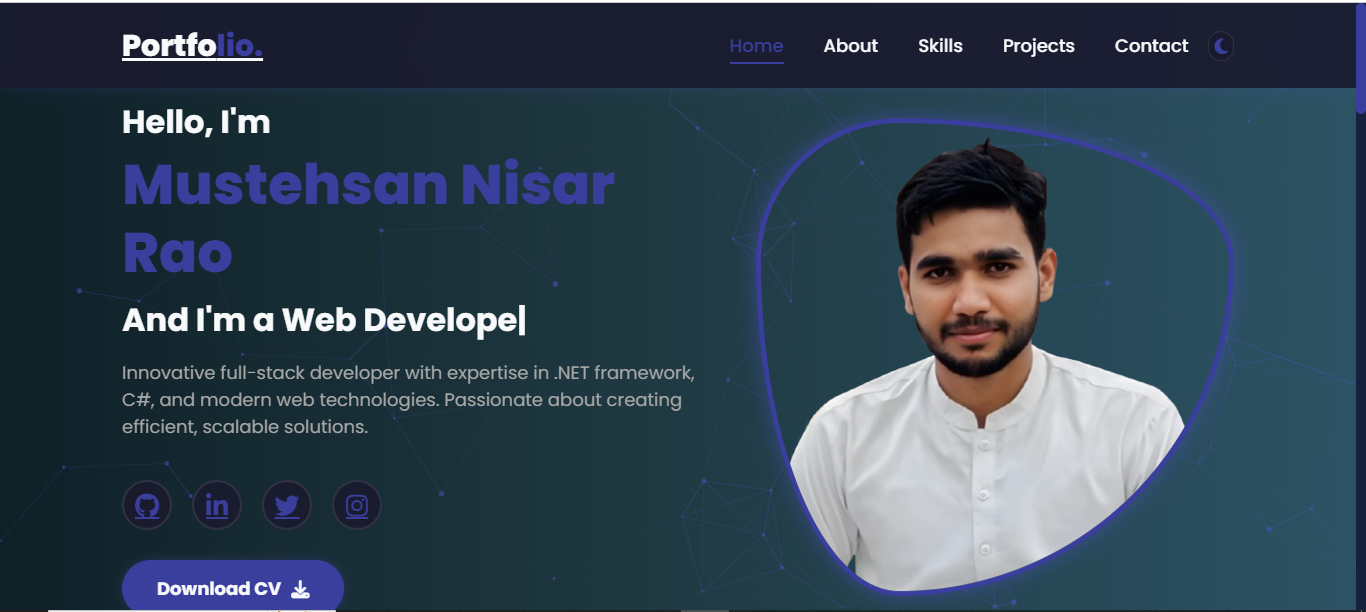 Portfolio.
Home About Skills Projects Contact
Hello, I'm
Mustehsan Nisar
Rao
And I'm a Web Develope|
Innovative full-stack developer with expertise in .NET framework,
C#, and modern web technologies. Passionate about creating
efficient, scalable solutions.
in
Download CV